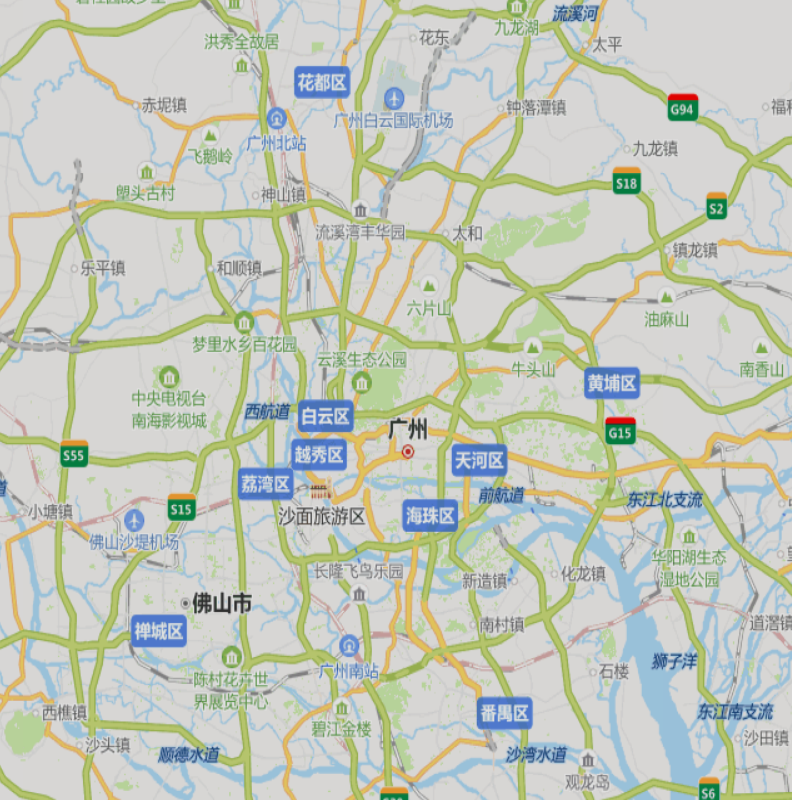 流溪河
花东
九龙湖
太平
洪秀全故居
花都区
G94
赤坭镇
广州白云国际机场
钟落潭镇
广州北站
飞鹅岭
九龙镇
S18
塱头古村
神山镇
S2
流溪湾丰华园
太和
镇龙镇
乐平镇
和顺镇
六片山
油麻山
梦里水乡百花园
云溪生态公园
牛头山
南香山
黄埔区
中央电视台
南海影视城
西航道
白云区
广州
G15
S55
越秀区
天河区
荔湾区
前航道
东江北支流
S15
小塘镇
沙面旅游区
海珠区
佛山沙堤机场
华阳湖生态
湿地公园
长隆飞鸟乐园
新造镇
化龙镇
佛山市
禅城区
南村镇
道滘镇
广州南站
狮子洋
石楼
陈村花卉世
界展览中心
西樵镇
番禺区
东江南支流
碧江金楼
沙头镇
顺德水道
沙湾水道
沙田镇
观龙岛
S6